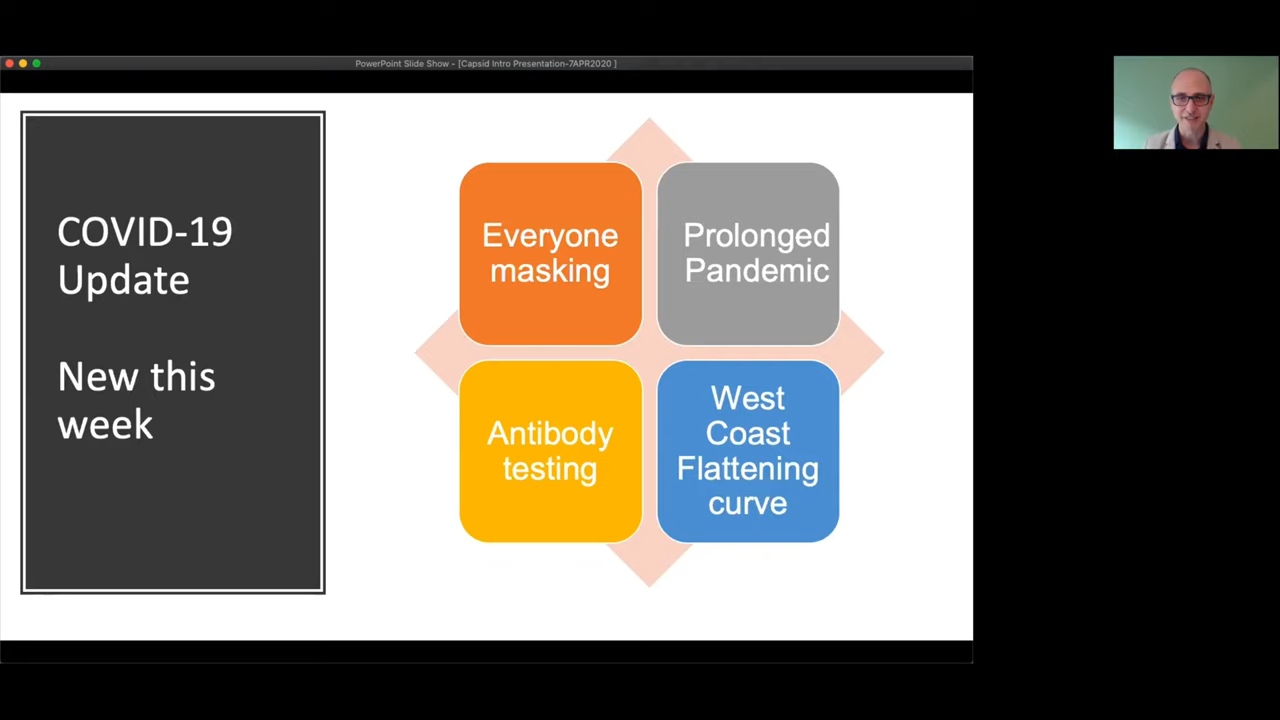 PowerPoint Slide Show - [Capsid Intro Presentation-7APR2020 ]
COVID-19
Update
New this
week
Everyone
masking
Prolonged
Pandemic
Antibody
testing
West
Coast
Flattening
curve